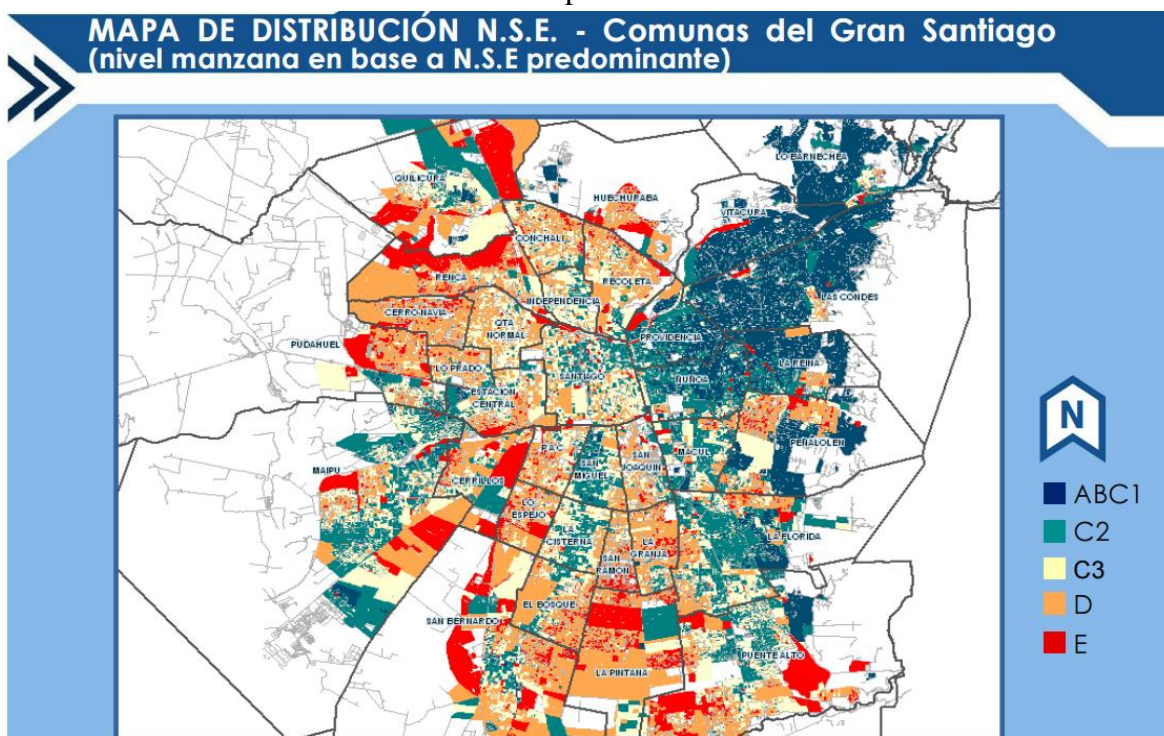 MAPA DE DISTRIBUCIÓN N.S.E. - Comunas del Gran Santiago
(nivel manzana en base a N.S.E predominante)
LO BARNECHEA
QUILICURA
HUECHURABA
VITACURA
CONCHALI
RENCA
RECOLETA
INDEPENDENCIA
LAS CONDES
CERRO NAVIA
QTA
NORMAL
PUDAHUEL
PROVIDENCIA
LO PRADO
SANTIAGO
LA REINA
ÑUÑOA
ESTACION
CENTRAL
PEÑALOLEN
P.A.C
MACUL
SAN
MIGUEL
SAN
JOAQUIN
MAIPU
CERRILLOS
LO
ESPEJO
LA
CISTERNA
LA
GRANJA
LA FLORIDA
SAN
RAMON
EL BOSQUE
SAN BERNARDO
PUENTE ALTO
LA PINTANA
N
ABC1
C2
C3
D
E